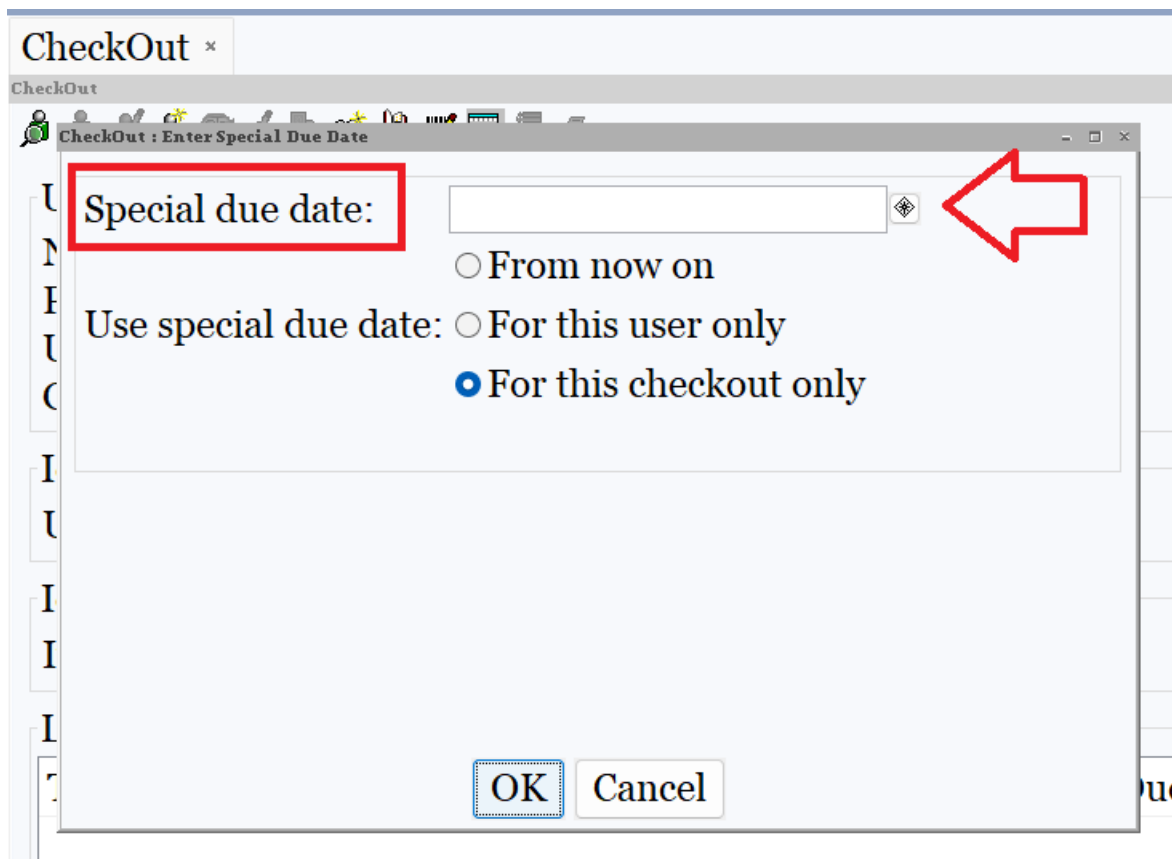 CheckOut
CheckOut
CheckOut : Enter Special Due Date
Special due date:
From now on
Use special due date:
For this user only
For this checkout only
OK
Cancel